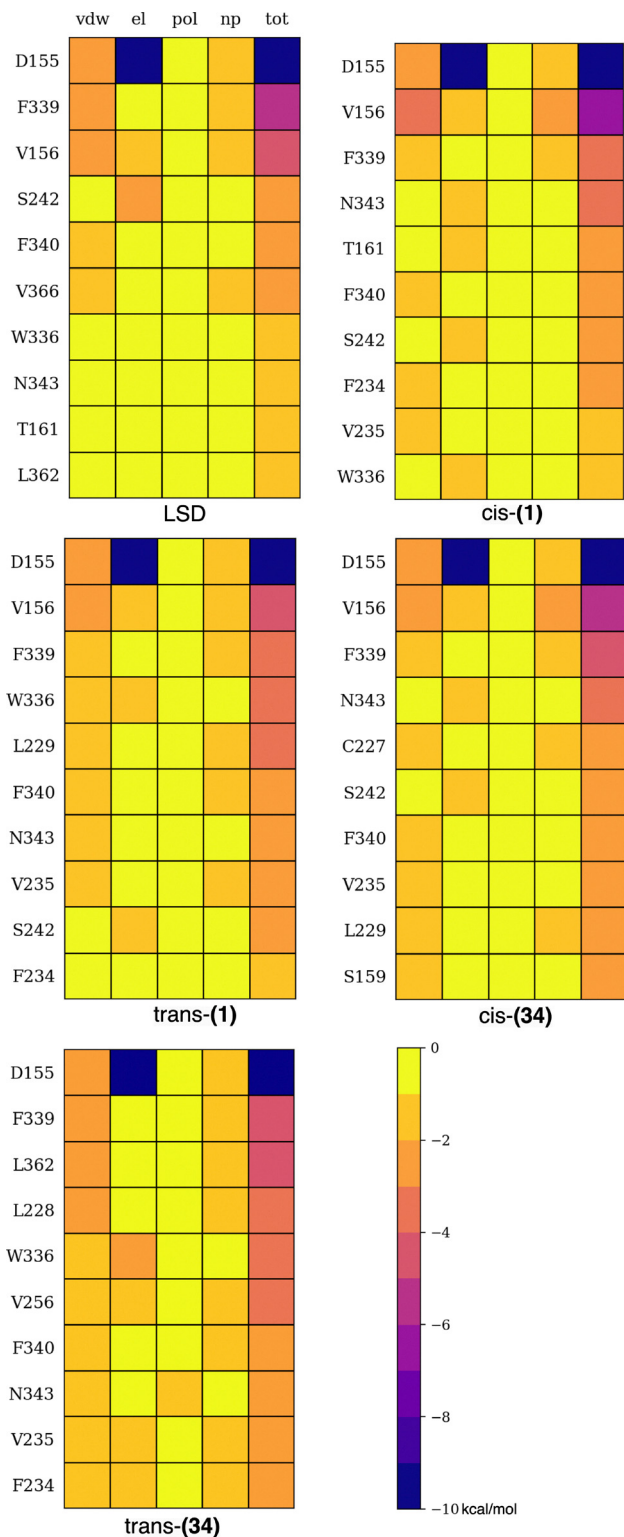 vdw el pol np tot
D155
F339
V156
S242
F340
V366
W336
N343
T161
L362
LSD
D155
V156
F339
N343
T161
F340
S242
F234
V235
W336
cis-(1)
D155
V156
F339
W336
L229
F340
N343
V235
S242
F234
trans-(1)
D155
V156
F339
N343
C227
S242
F340
V235
L229
S159
cis-(34)
D155
F339
L362
L228
W336
V256
F340
N343
V235
F234
trans-(34)
0
−2
−4
−6
−8
−10 kcal/mol